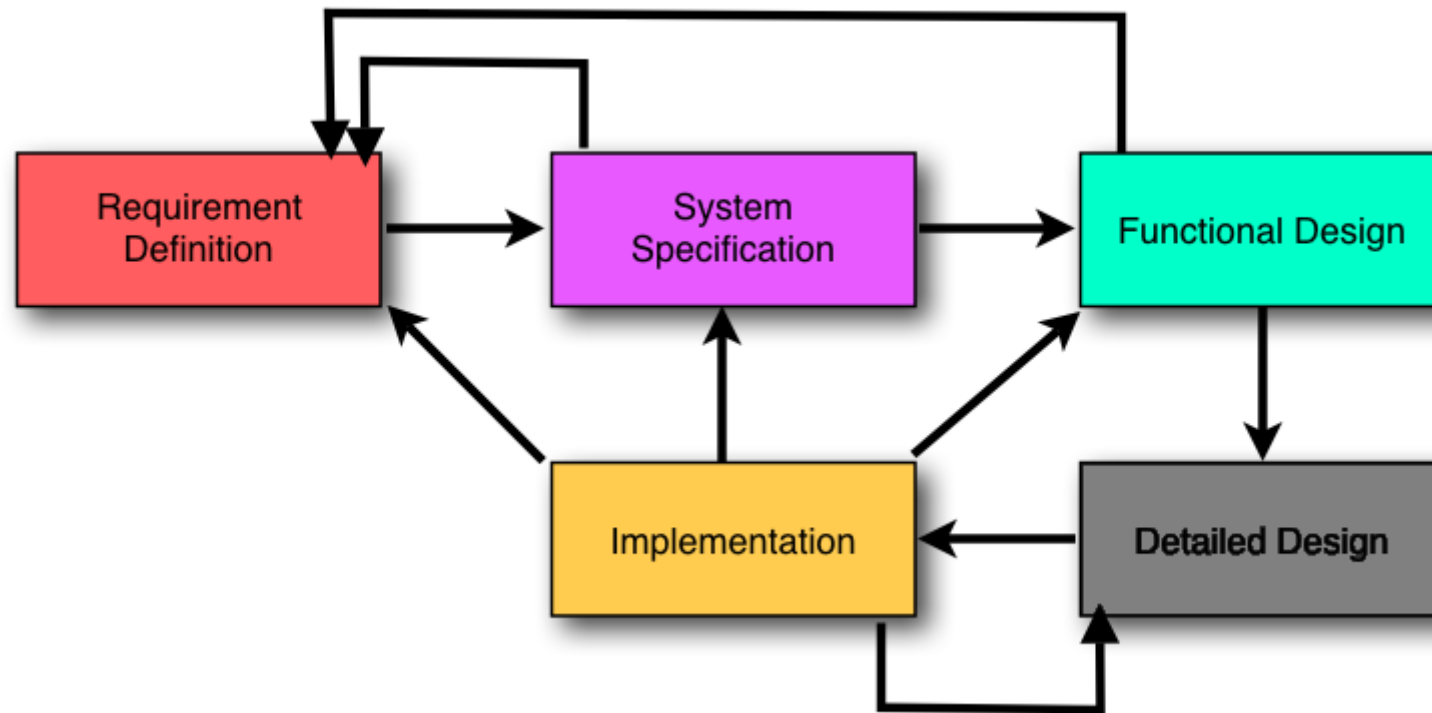 Requirement
Definition
System
Specification
Functional Design
Implementation
Detailed Design